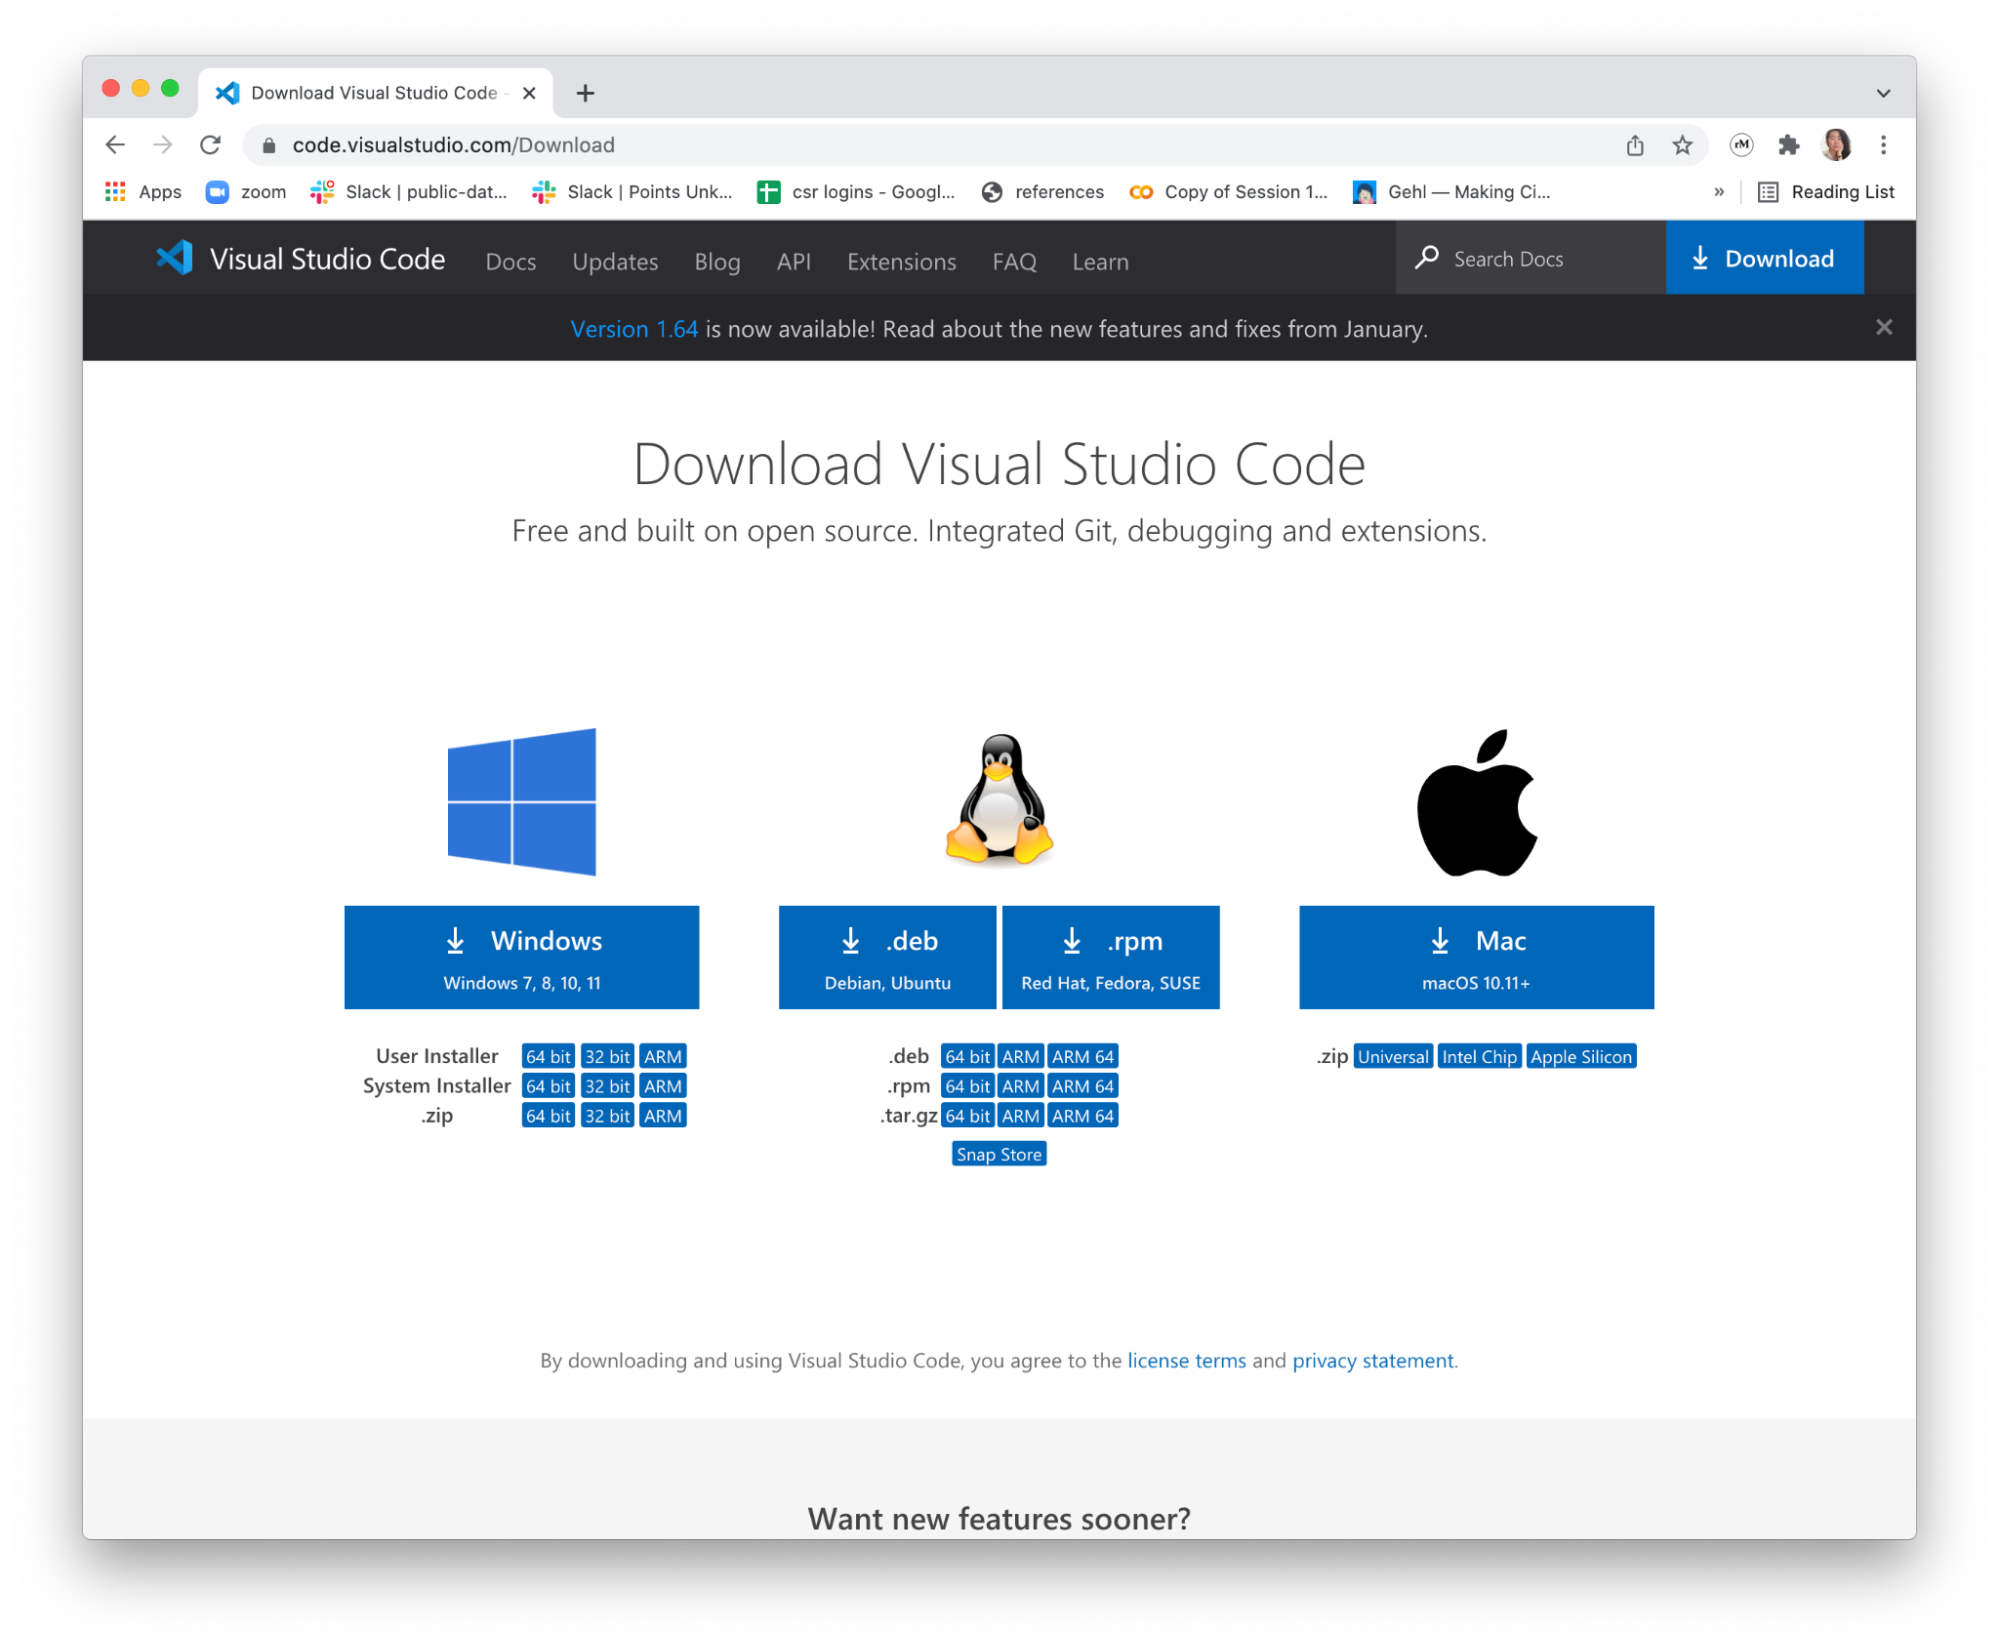 Download Visual Studio Code -
code.visualstudio.com/Download
rM
Apps zoom Slack | public-dat... Slack | Points Unk... csr logins - Googl... references Copy of Session 1... Gehl — Making Ci... » Reading List
Visual Studio Code Docs Updates Blog API Extensions FAQ Learn Search Docs Download
Version 1.64 is now available! Read about the new features and fixes from January.
Download Visual Studio Code
Free and built on open source. Integrated Git, debugging and extensions.
Windows
Windows 7, 8, 10, 11
User Installer 64 bit 32 bit ARM
System Installer 64 bit 32 bit ARM
.zip 64 bit 32 bit ARM
.deb
Debian, Ubuntu
.rpm
Red Hat, Fedora, SUSE
.deb 64 bit ARM ARM 64
.rpm 64 bit ARM ARM 64
.tar.gz 64 bit ARM ARM 64
Snap Store
Mac
macOS 10.11+
.zip Universal Intel Chip Apple Silicon
By downloading and using Visual Studio Code, you agree to the license terms and privacy statement.
Want new features sooner?